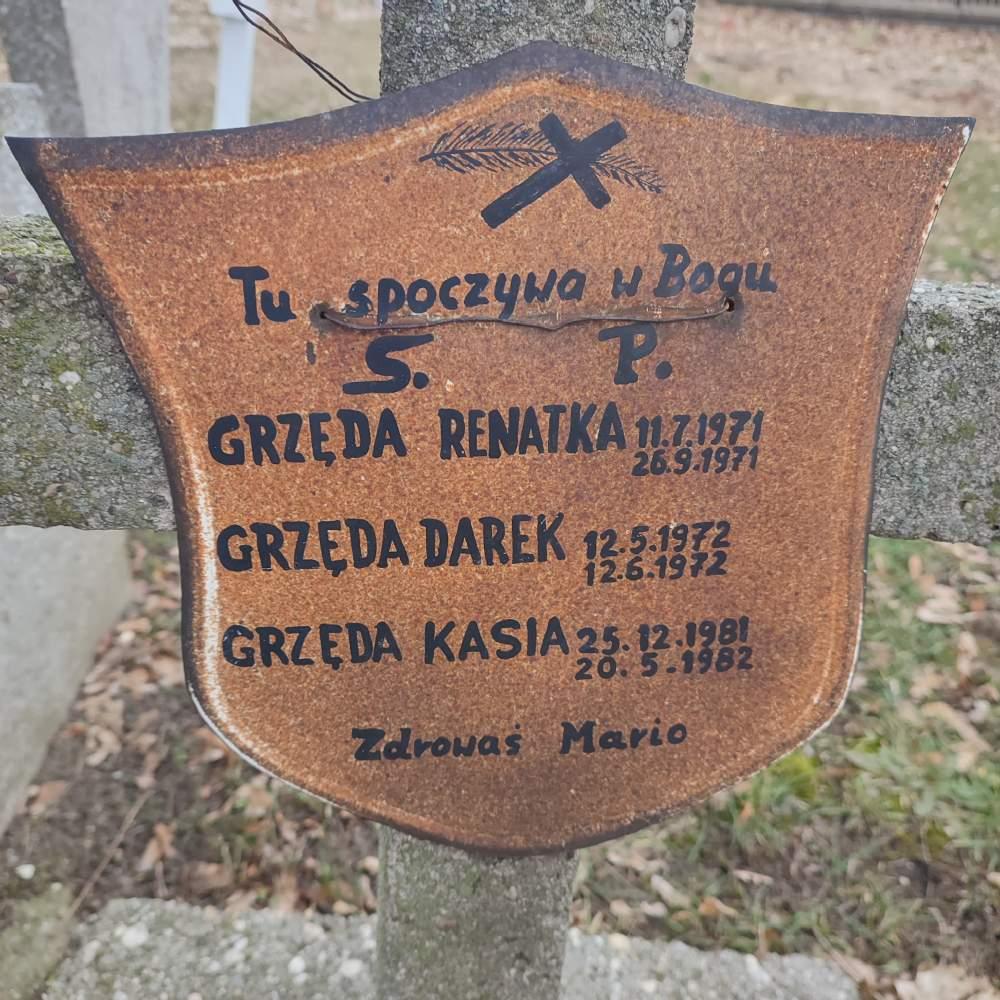 Tu spoczywa w Bogu
S. P.
GRZĘDA RENATKA 11.7.1971
26.9.1971
GRZĘDA DAREK 12.5.1972
12.6.1972
GRZĘDA KASIA 25.12.1981
20.5-1982
Zdrowaś Mario